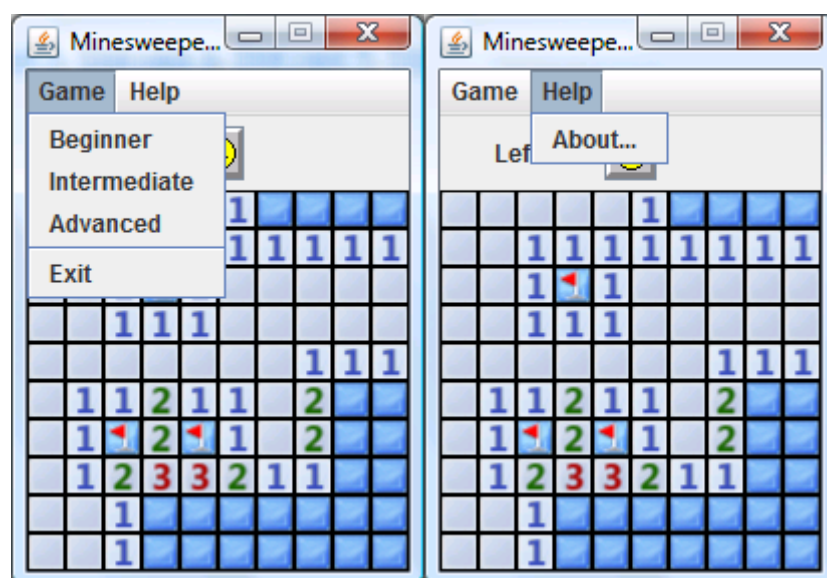 Minesweepe...
Game Help
Beginner
Intermediate
Advanced
Exit
1
1 1 1 1 1
1 1 1
1 1 1
1 1 2 1 1 2
1 2 1 2
1 2 3 3 2 1 1
1
1
Minesweepe...
Game Help
About...
Lef
1
1 1 1 1 1 1 1 1
1 1
1 1 1
1 1 1
1 1 2 1 1 2
1 2 1 2
1 2 3 3 2 1 1
1
1